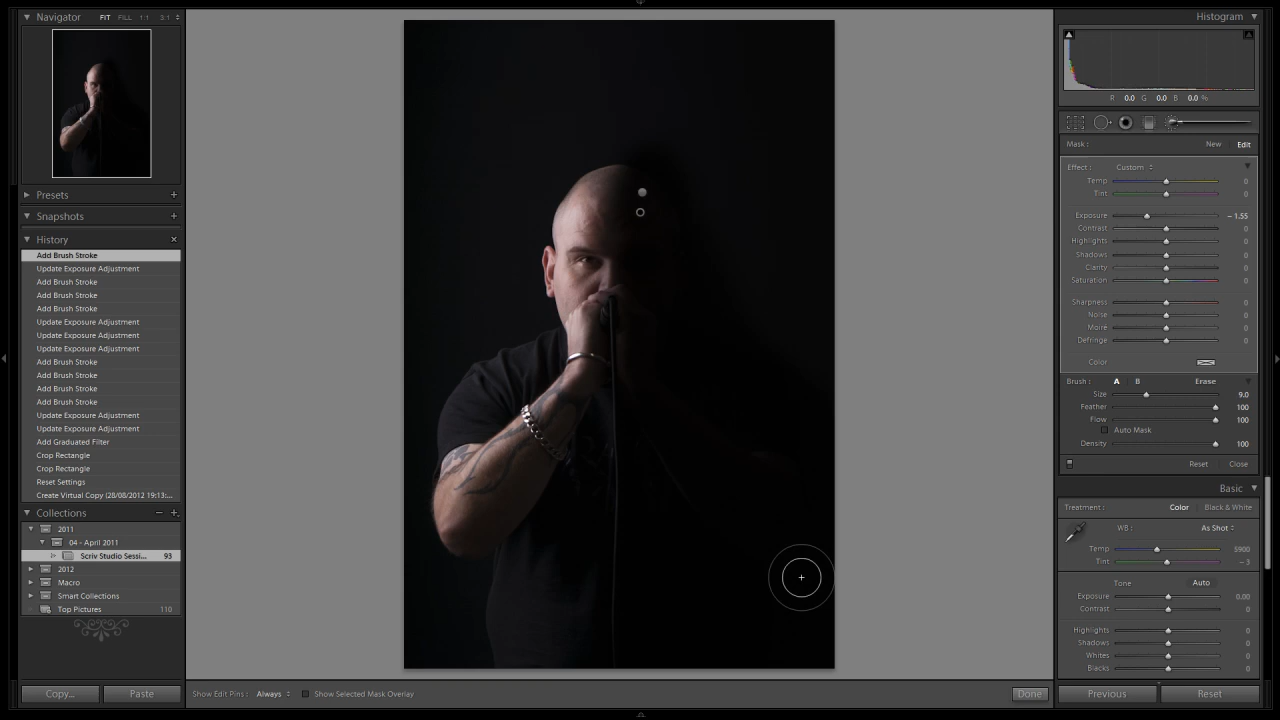 Navigator FIT FILL 1:1 3:1
Presets
Snapshots
History
Add Brush Stroke
Update Exposure Adjustment
Add Brush Stroke
Add Brush Stroke
Add Brush Stroke
Update Exposure Adjustment
Update Exposure Adjustment
Update Exposure Adjustment
Add Brush Stroke
Add Brush Stroke
Add Brush Stroke
Add Brush Stroke
Update Exposure Adjustment
Update Exposure Adjustment
Add Graduated Filter
Crop Rectangle
Crop Rectangle
Reset Settings
Create Virtual Copy (28/08/2012 19:13:...
Collections
2011
04 - April 2011
Scriv Studio Sessi... 93
2012
Macro
Smart Collections
Top Pictures 110
Copy... Paste
Show Edit Pins : Always Show Selected Mask Overlay Done
Histogram
R 0.0 G 0.0 B 0.0 %
Mask : New Edit
Effect : Custom
Temp 0
Tint 0
Exposure – 1.55
Contrast 0
Highlights 0
Shadows 0
Clarity 0
Saturation 0
Sharpness 0
Noise 0
Moire 0
Defringe 0
Color
Brush : A B Erase
Size 9.0
Feather 100
Flow 100
Auto Mask
Density 100
Reset Close
Basic
Treatment : Color Black & White
WB : As Shot
Temp 5900
Tint – 3
Tone Auto
Exposure 0.00
Contrast 0
Highlights 0
Shadows 0
Whites 0
Blacks 0
Previous Reset